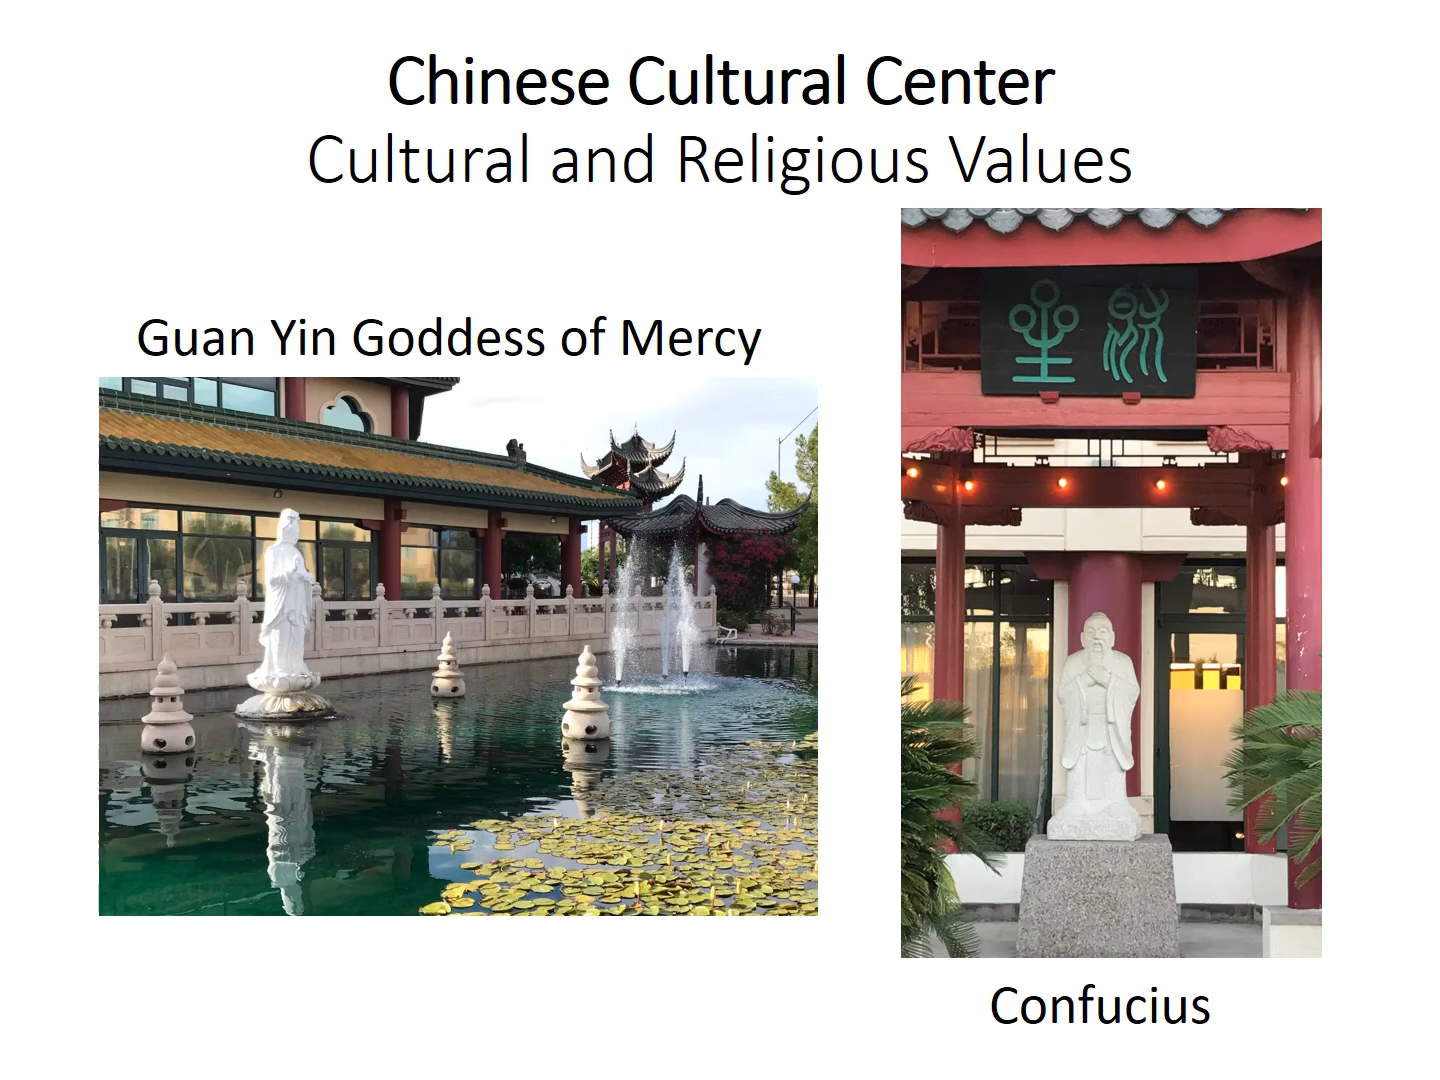 Chinese Cultural Center
Cultural and Religious Values
Guan Yin Goddess of Mercy
Confucius